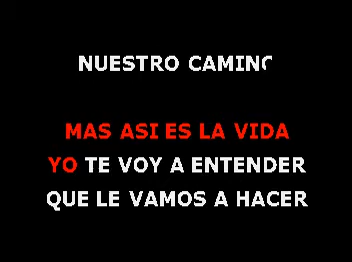 NUESTRO CAMINO
MAS ASI ES LA VIDA
YO TE VOY A ENTENDER
QUE LE VAMOS A HACER